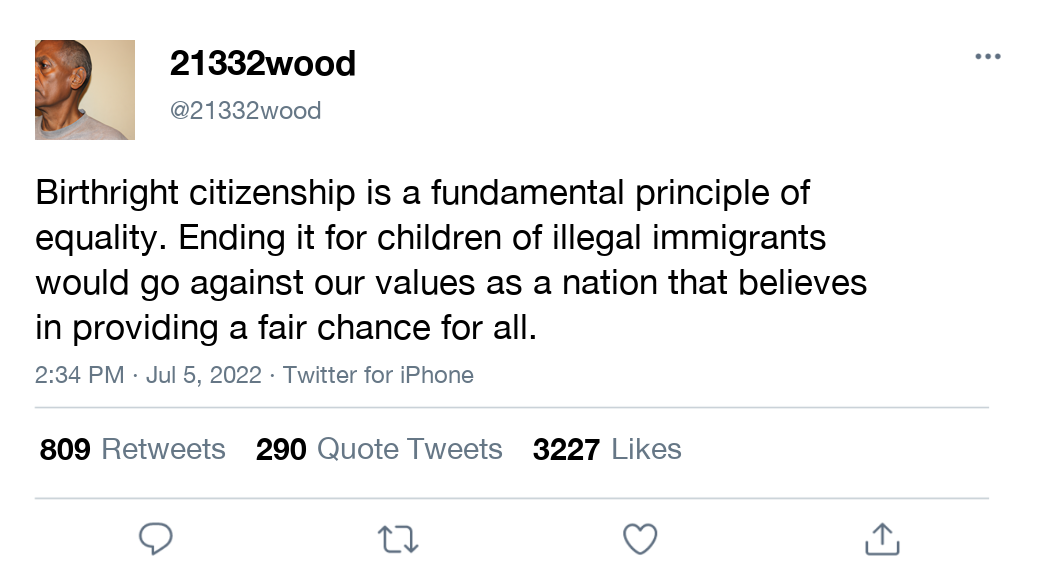 21332wood
@21332wood
Birthright citizenship is a fundamental principle of
equality. Ending it for children of illegal immigrants
would go against our values as a nation that believes
in providing a fair chance for all.
2:34 PM · Jul 5, 2022 · Twitter for iPhone
809 Retweets 290 Quote Tweets 3227 Likes